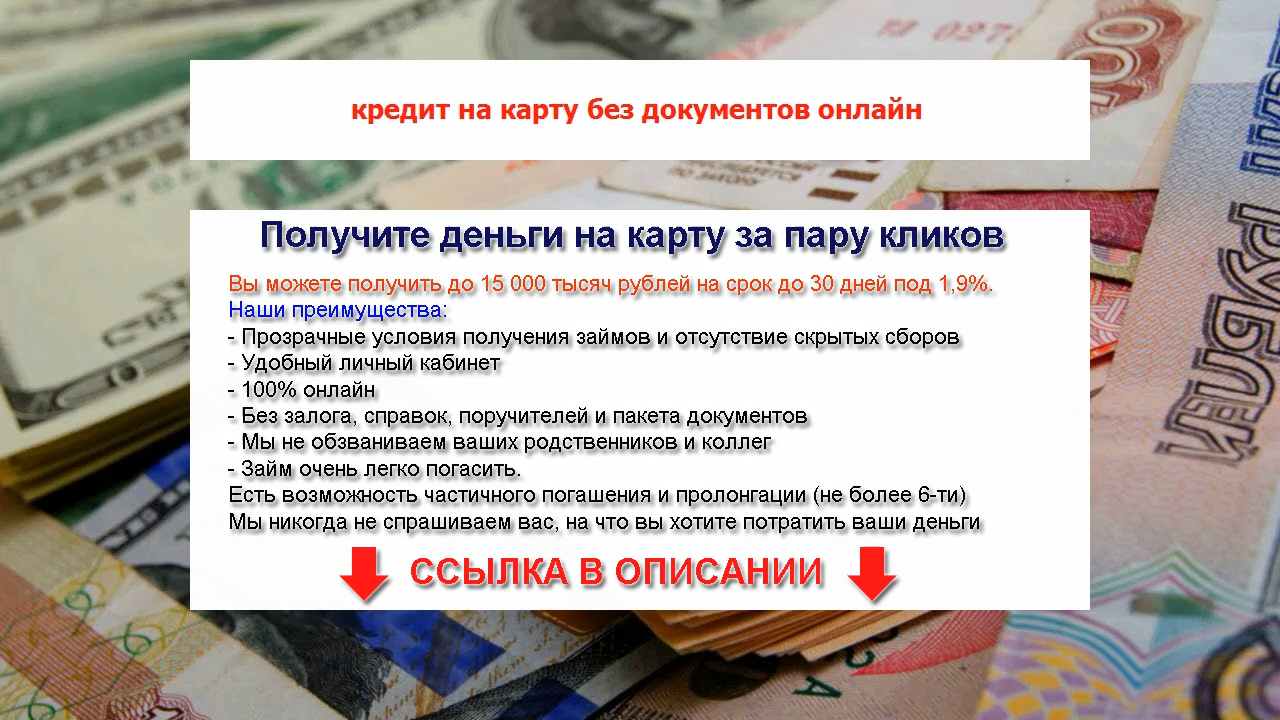 кредит на карту без документов онлайн
Получите деньги на карту за пару кликов
Вы можете получить до 15 000 тысяч рублей на срок до 30 дней под 1,9%.
Наши преимущества:
- Прозрачные условия получения займов и отсутствие скрытых сборов
- Удобный личный кабинет
- 100% онлайн
- Без залога, справок, поручителей и пакета документов
- Мы не обзваниваем ваших родственников и коллег
- Займ очень легко погасить.
Есть возможность частичного погашения и пролонгации (не более 6-ти)
Мы никогда не спрашиваем вас, на что вы хотите потратить ваши деньги
ССЫЛКА В ОПИСАНИИ
РУБЛЕЙ
100
ПО ЗАКОНУ